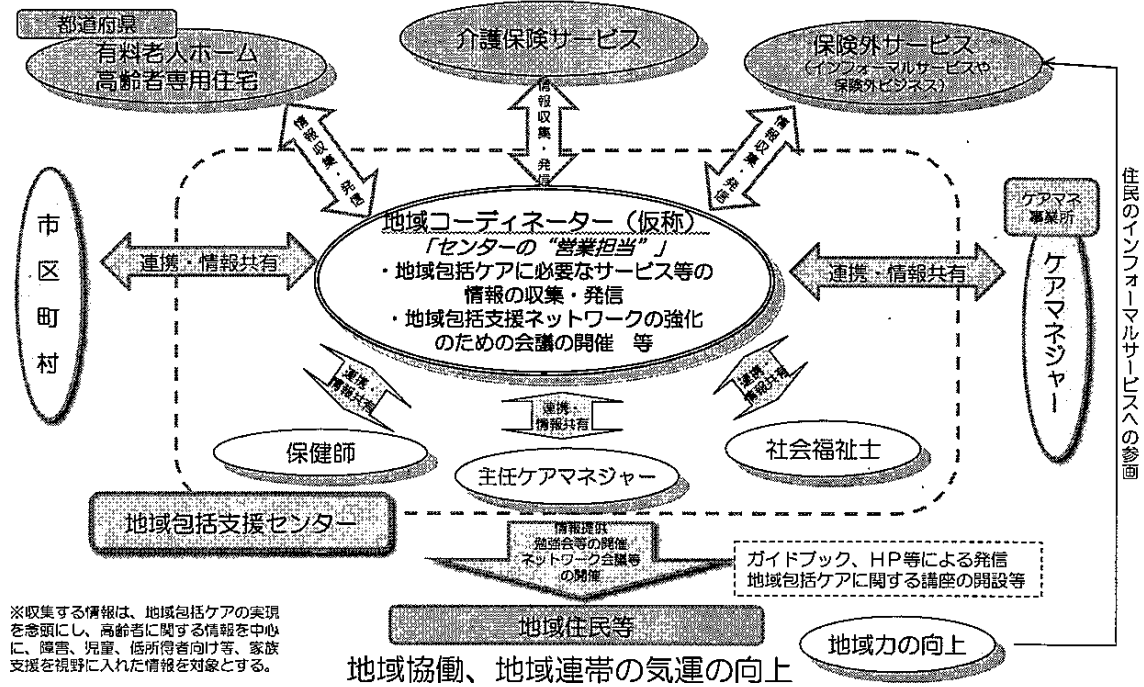 都道府県
有料老人ホーム
高齢者専用住宅
介護保険サービス
保険外サービス
(インフォーマルサービスや
保険外ビジネス)
情報収集・発信
情報収集・発信
情報収集・発信
市区町村
連携・情報共有
地域コーディネーター(仮称)
「センターの“営業担当”」
・地域包括ケアに必要なサービス等の
情報の収集・発信
・地域包括支援ネットワークの強化
のための会議の開催 等
連携・情報共有
ケアマネ
事業所
ケアマネジャー
住民のインフォーマルサービスへの参画
連携・
情報共有
連携・
情報共有
連携・
情報共有
保健師
主任ケアマネジャー
社会福祉士
地域包括支援センター
情報提供
勉強会等の開催
ネットワーク会議等
の開催
ガイドブック、HP等による発信
地域包括ケアに関する講座の開設等
※収集する情報は、地域包括ケアの実現
を念頭にし、高齢者に関する情報を中心
に、障害、児童、低所得者向け等、家族
支援を視野に入れた情報を対象とする。
地域住民等
地域力の向上
地域協働、地域連帯の気運の向上